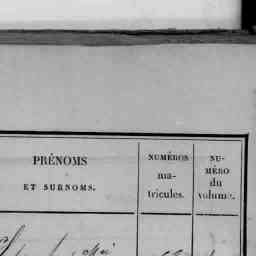 PRÉNOMS
ET SURNOMS.
NUMÉROS
ma-
tricules.
NU-
MÉRO
du
volume.